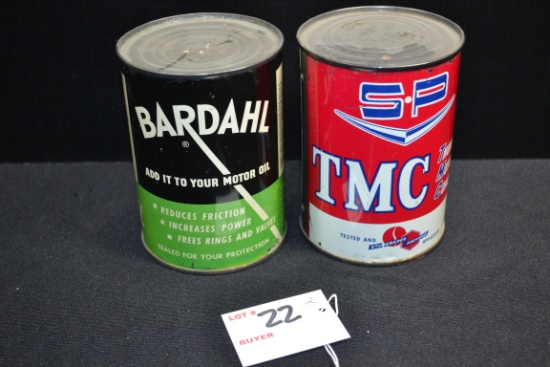 BARDAHL
®
ADD IT TO YOUR MOTOR OIL
★ REDUCES FRICTION
★ INCREASES POWER
★ FREES RINGS AND VALVES
SEALED FOR YOUR PROTECTION
S·P
TMC
TESTED AND
LOT # 22
BUYER